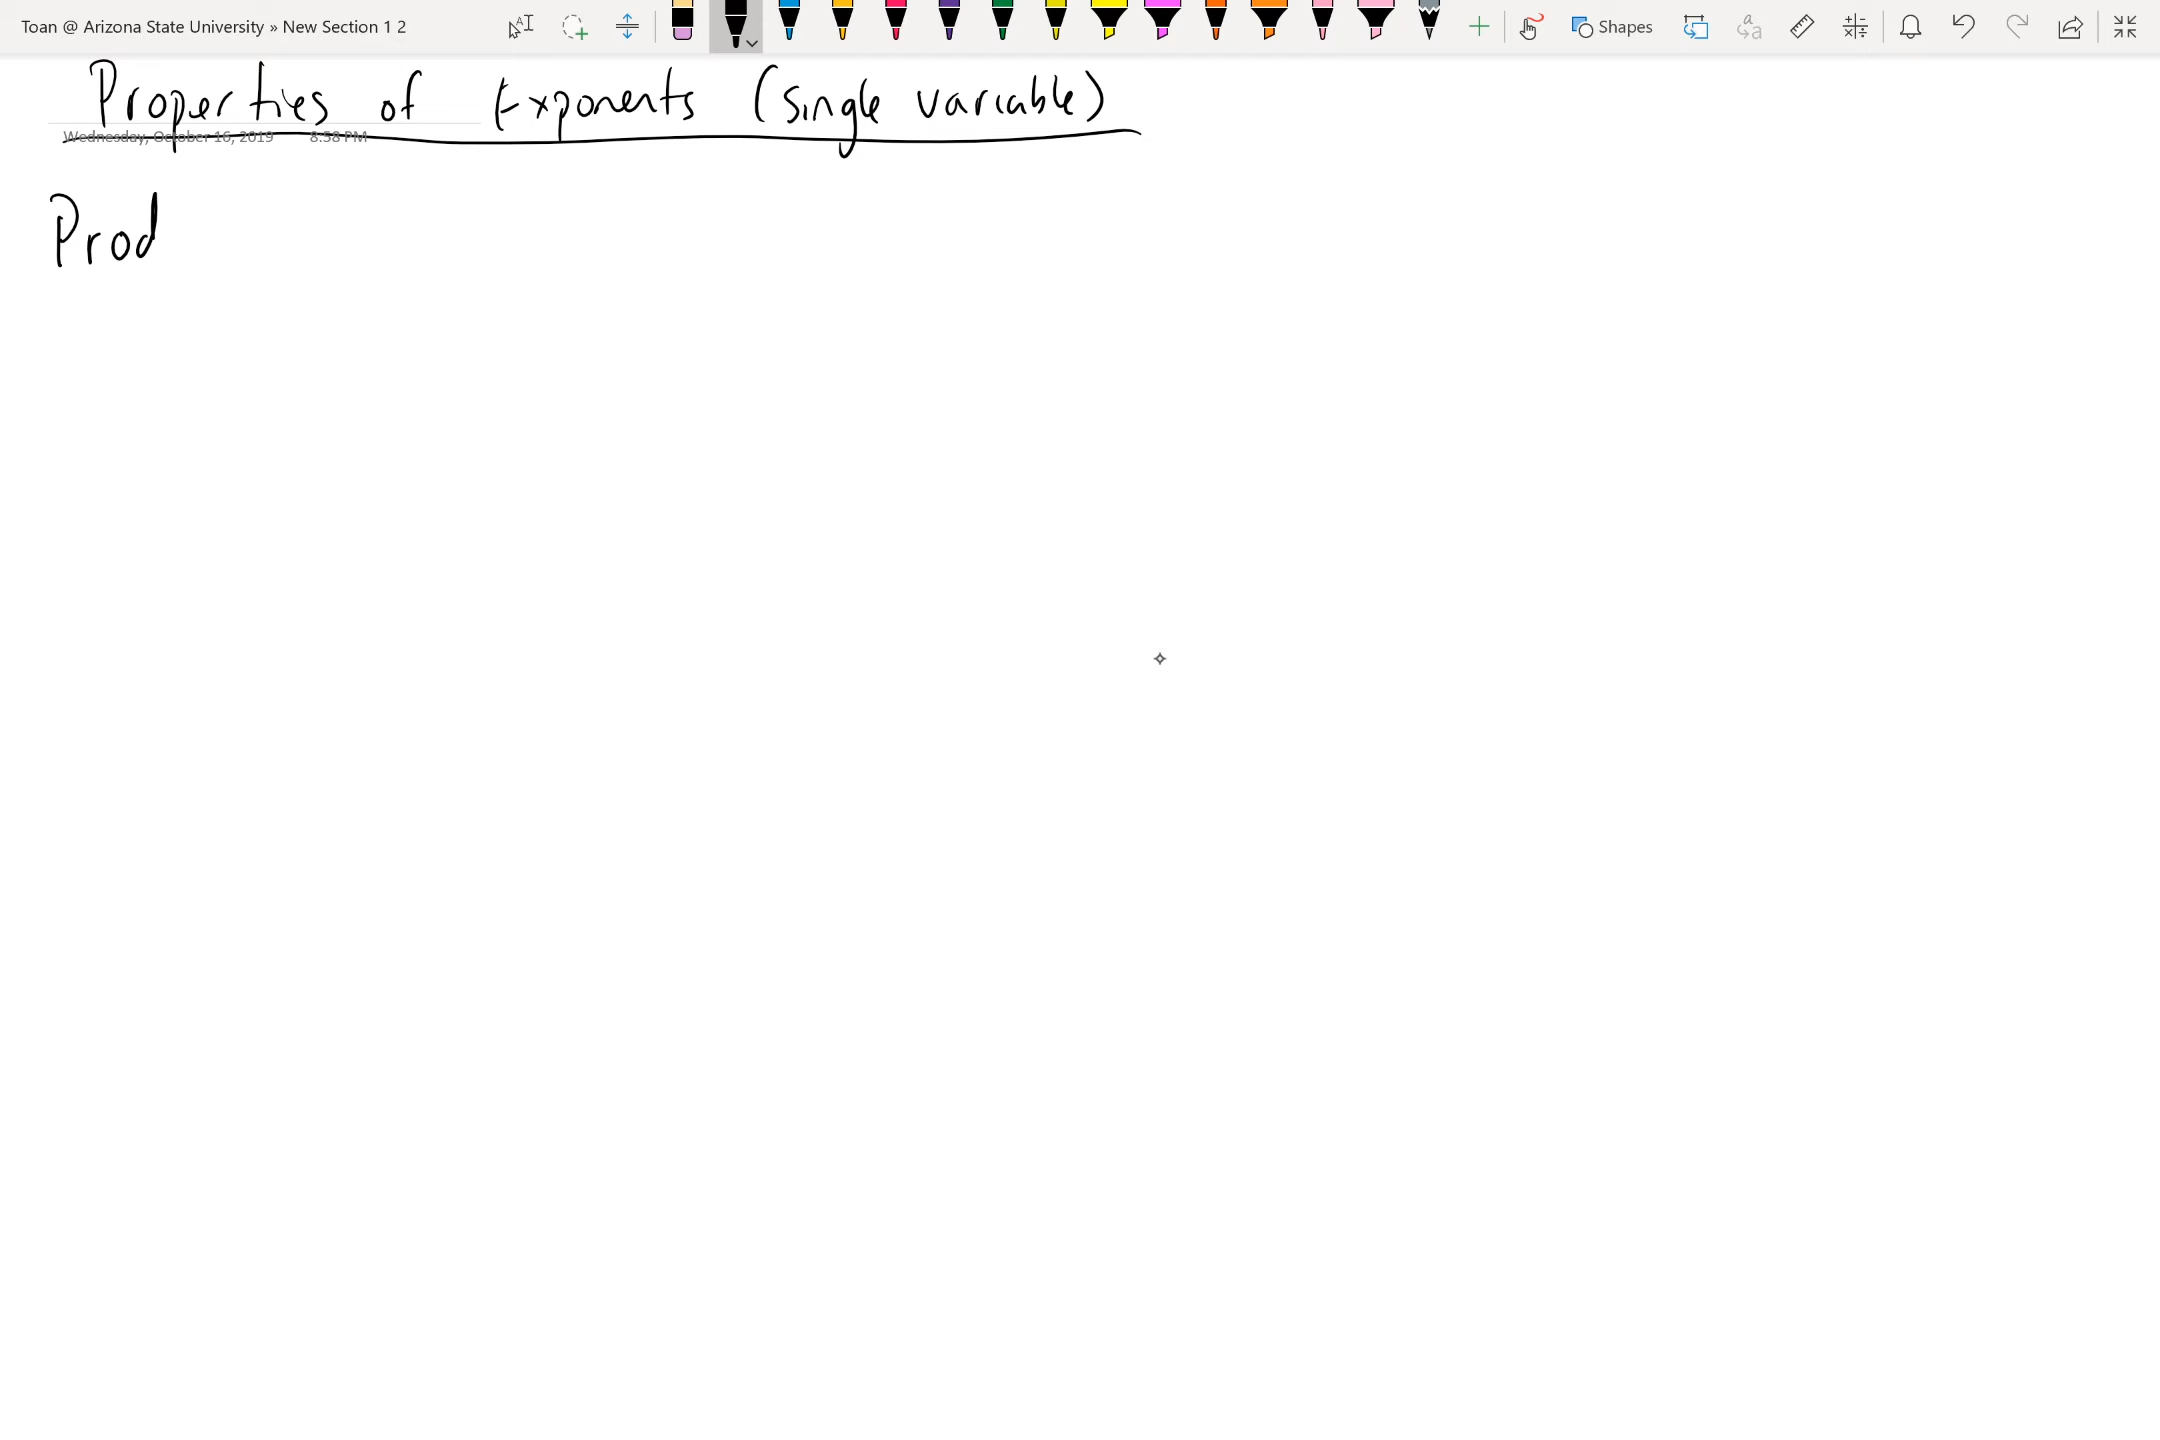 Toan @ Arizona State University » New Section 1 2
Shapes
Properties of Exponents (single variable)
Wednesday, October 16, 2019 8:58 PM
Prod